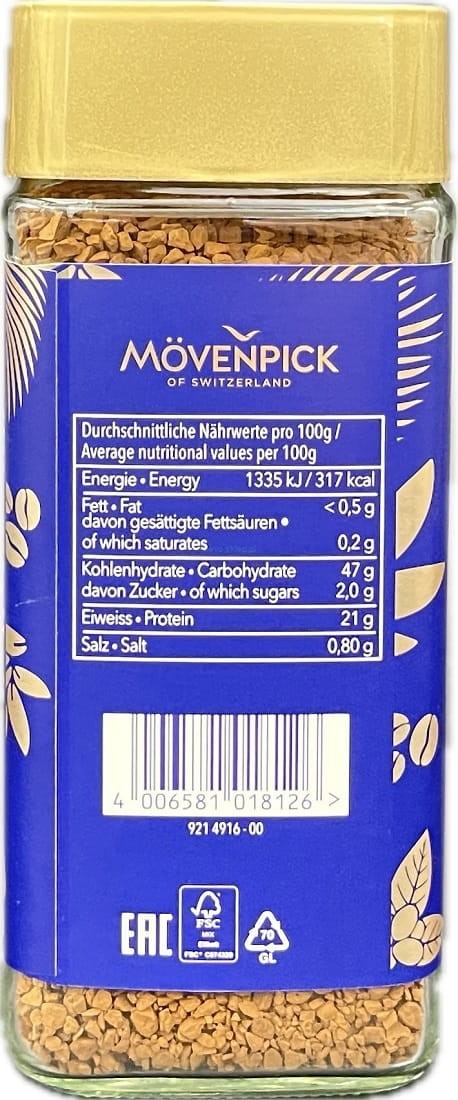 MÖVENPICK
OF SWITZERLAND
Durchschnittliche Nährwerte pro 100g /
Average nutritional values per 100g
Energie • Energy 1335 kJ / 317 kcal
Fett • Fat < 0,5 g
davon gesättigte Fettsäuren •
of which saturates 0,2 g
Kohlenhydrate • Carbohydrate 47 g
davon Zucker • of which sugars 2,0 g
Eiweiss • Protein 21 g
Salz • Salt 0,80 g
4 006581 018126 >
921 4916 - 00
EAC
FSC
MIX
70
GL